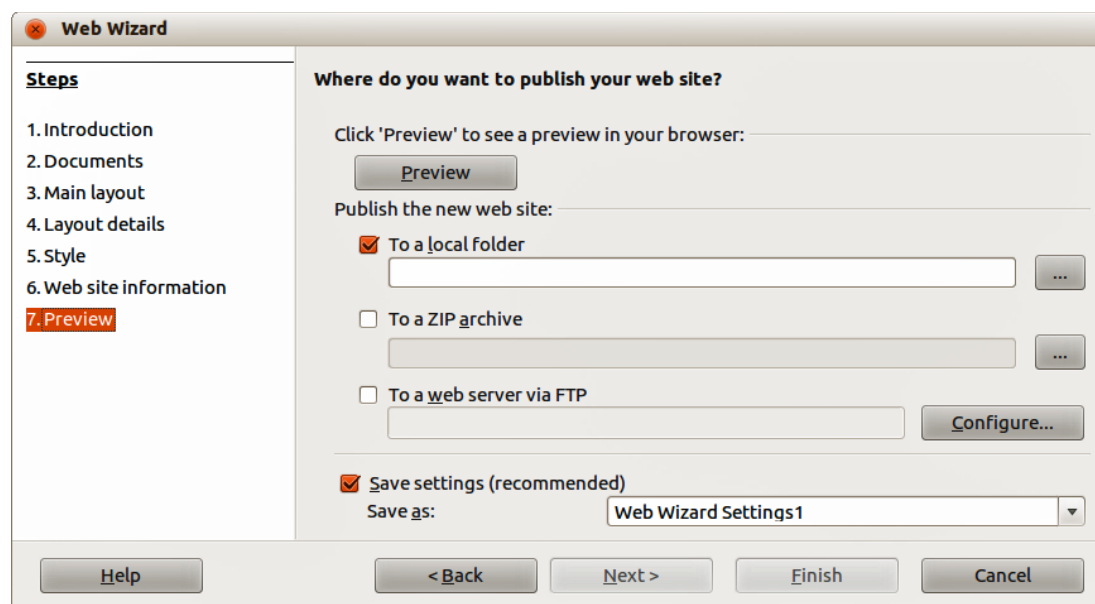 Web Wizard
Steps
1. Introduction
2. Documents
3. Main layout
4. Layout details
5. Style
6. Web site information
7. Preview
Where do you want to publish your web site?
Click 'Preview' to see a preview in your browser:
Preview
Publish the new web site:
To a local folder
...
To a ZIP archive
...
To a web server via FTP
Configure...
Save settings (recommended)
Save as:
Web Wizard Settings1
Help
< Back
Next >
Finish
Cancel